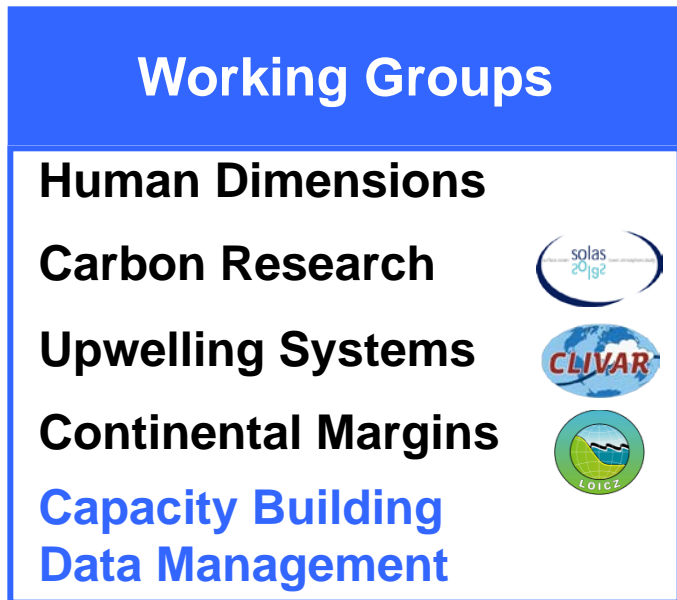 Working Groups
Human Dimensions
Carbon Research
solas
Upwelling Systems
CLIVAR
Continental Margins
LOICZ
Capacity Building
Data Management